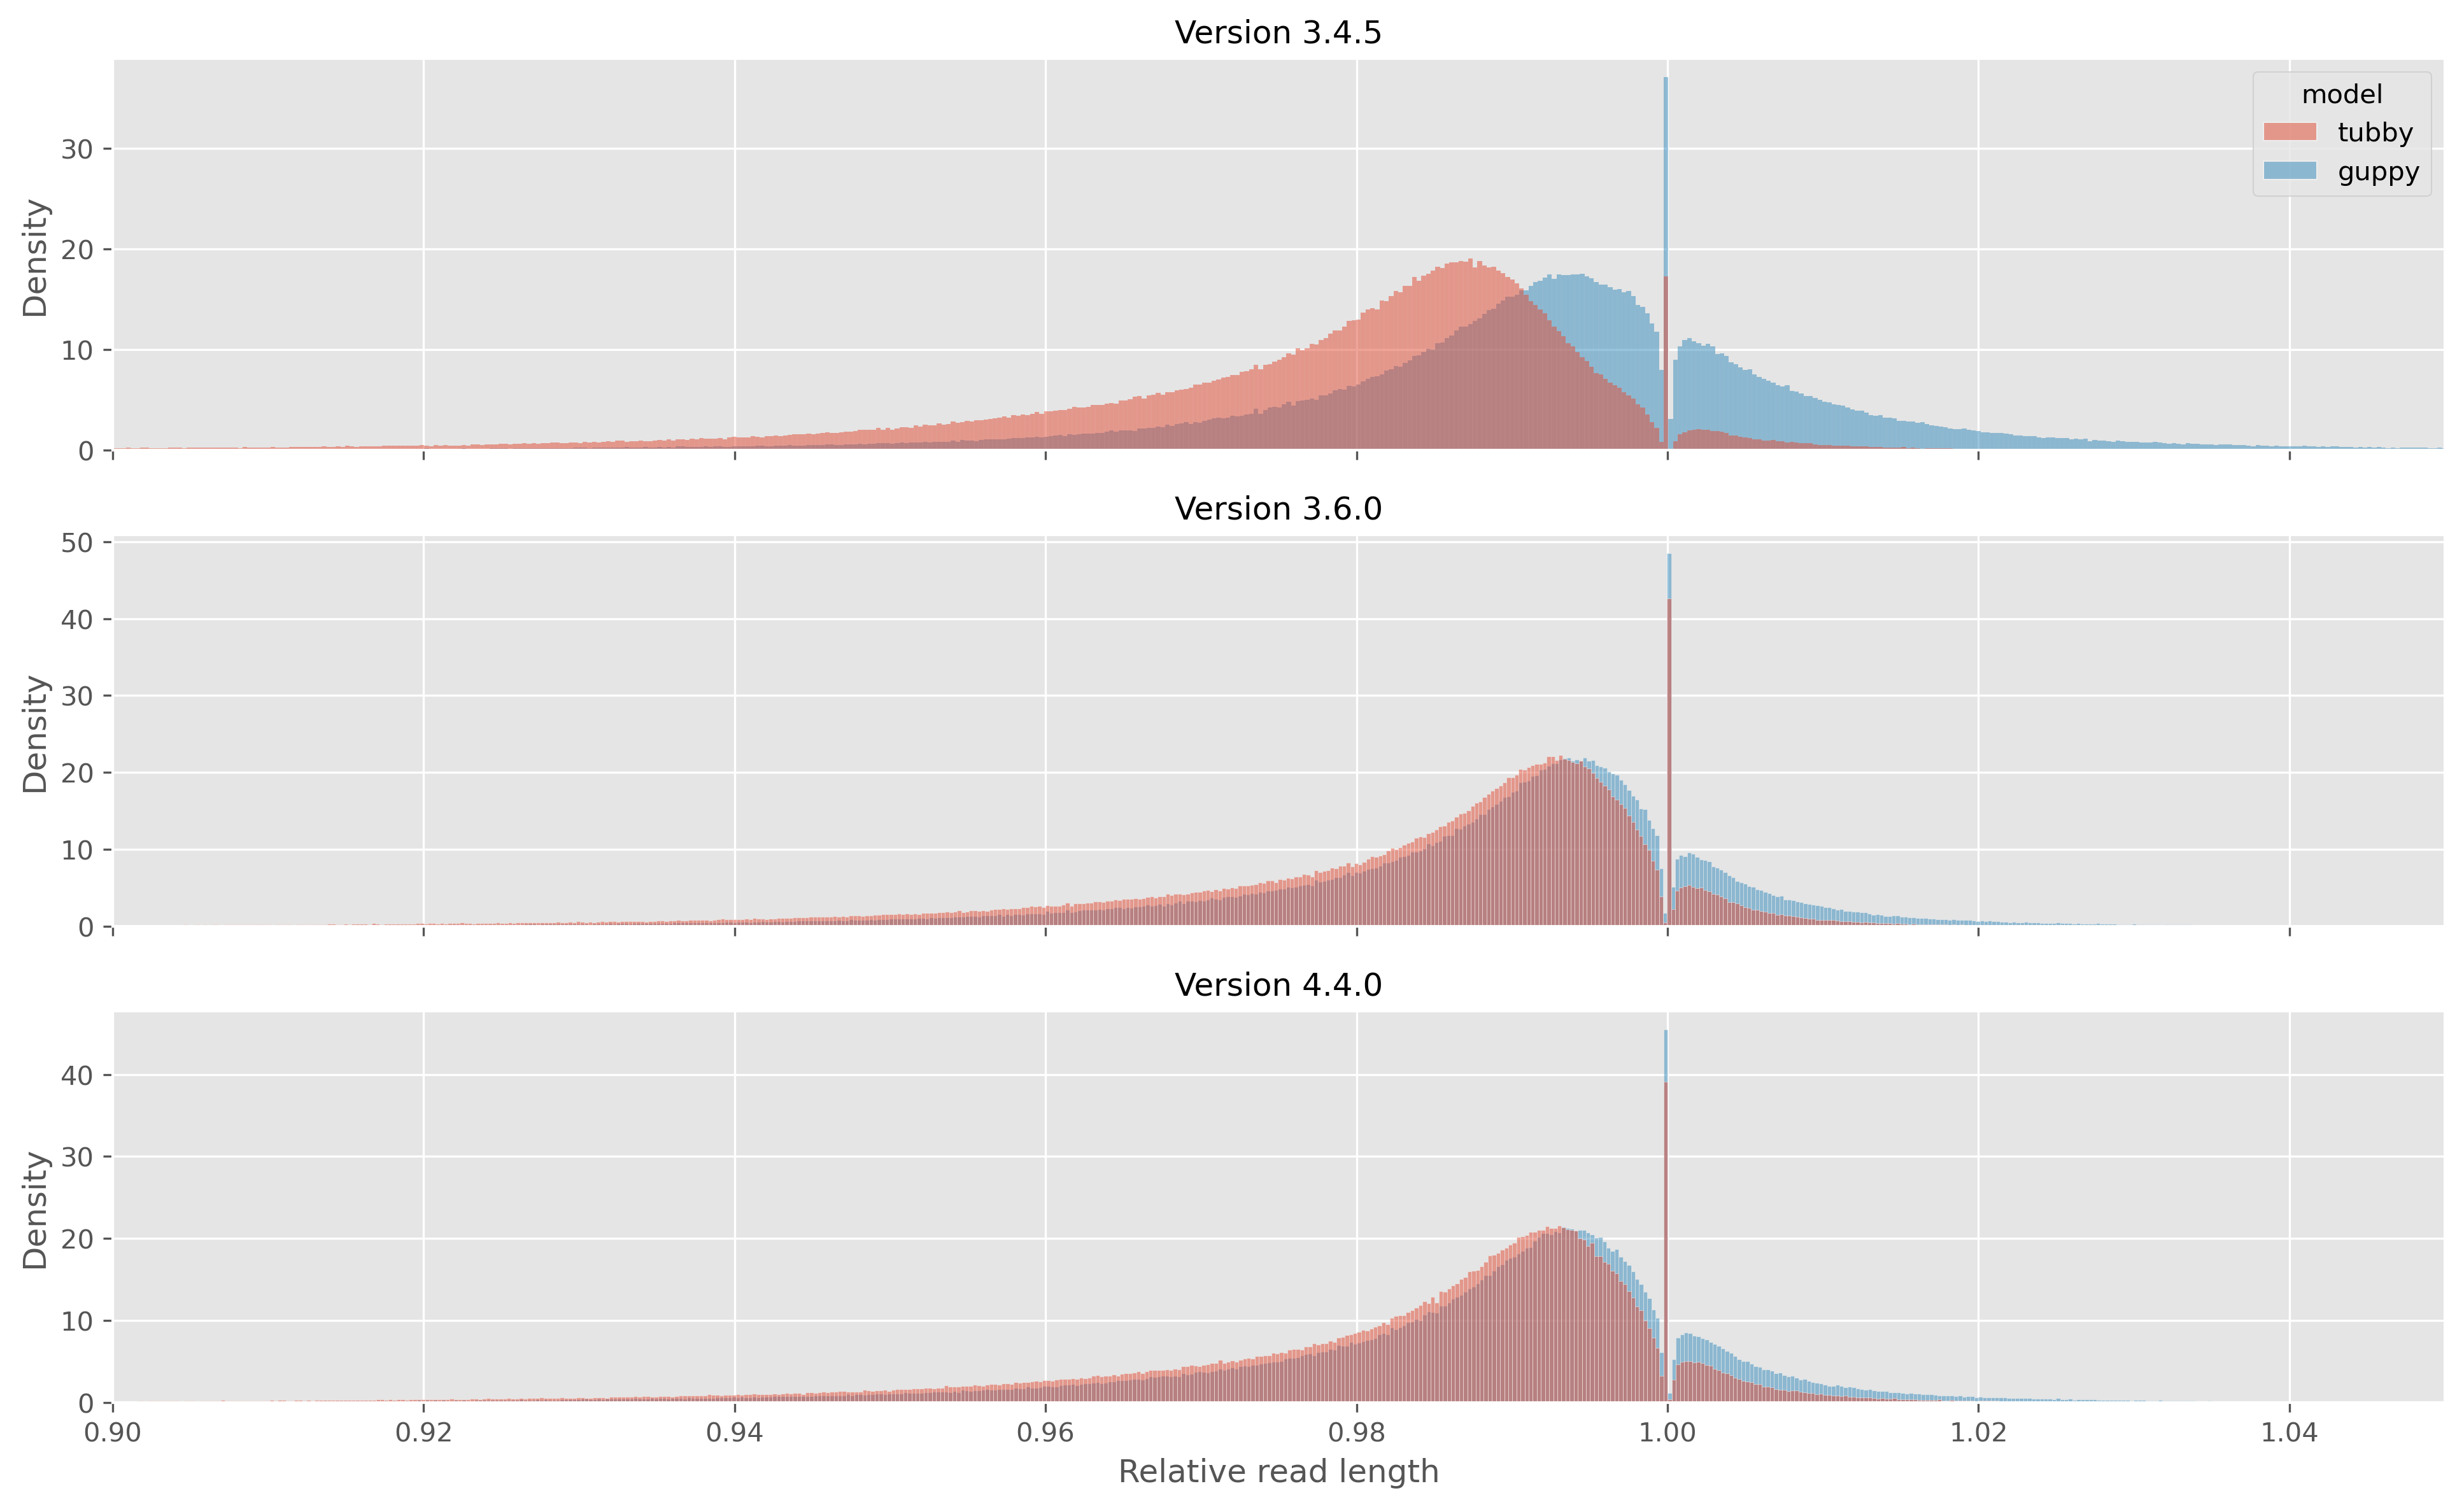 Version 3.4.5
Density
30
20
10
0
model
tubby
guppy
Version 3.6.0
Density
50
40
30
20
10
0
Version 4.4.0
Density
40
30
20
10
0
0.90 0.92 0.94 0.96 0.98 1.00 1.02 1.04
Relative read length